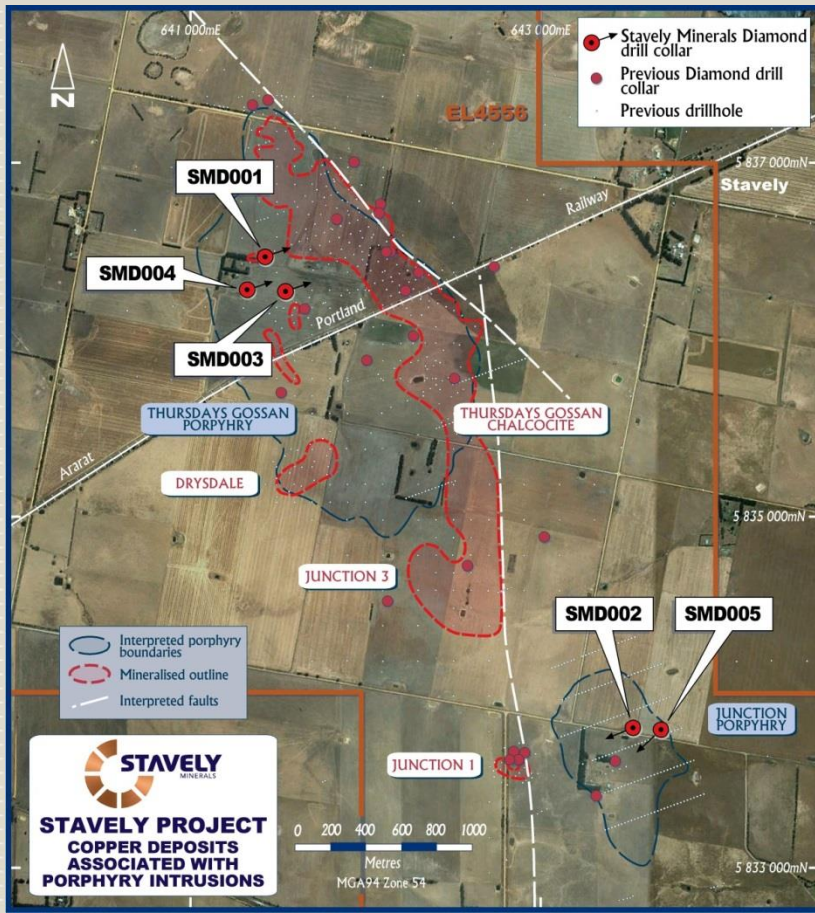 641 000mE
643 000mE
Stavely Minerals Diamond
drill collar
Previous Diamond drill
collar
Previous drillhole
N
EL4556
5 837 000mN
Stavely
Railway
SMD001
SMD004
SMD003
Portland
THURSDAYS GOSSAN
PORPYHRY
THURSDAYS GOSSAN
CHALCOCITE
Ararat
DRYSDALE
5 835 000mN
JUNCTION 3
SMD002
SMD005
Interpreted porphyry
boundaries
Mineralised outline
Interpreted faults
JUNCTION
PORPYHRY
JUNCTION 1
STAVELY
MINERALS
STAVELY PROJECT
COPPER DEPOSITS
ASSOCIATED WITH
PORPHYRY INTRUSIONS
0 200 400 600 800 1000
Metres
MGA94 Zone 54
5 833 000mN